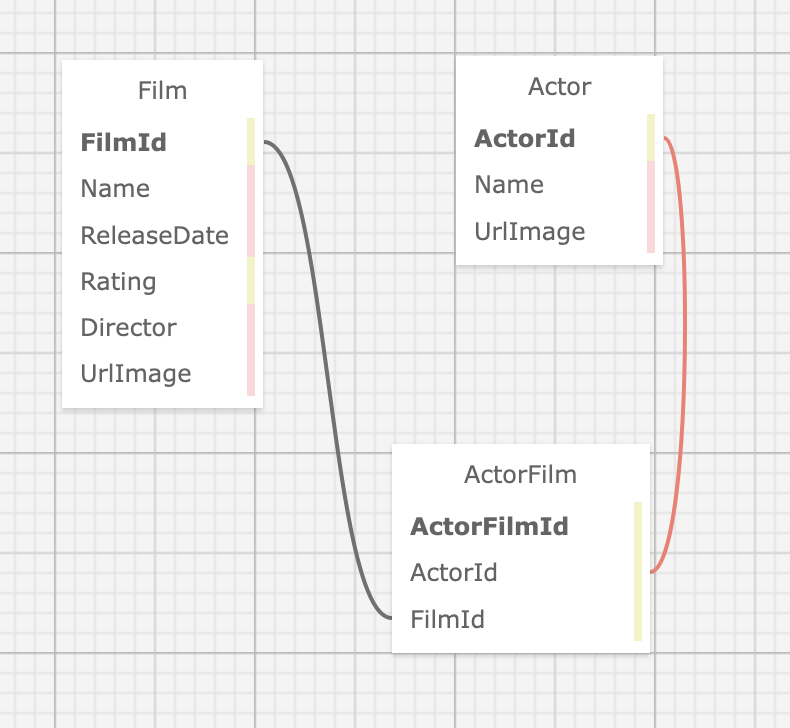 Film
FilmId
Name
ReleaseDate
Rating
Director
UrlImage
Actor
ActorId
Name
UrlImage
ActorFilm
ActorFilmId
ActorId
FilmId